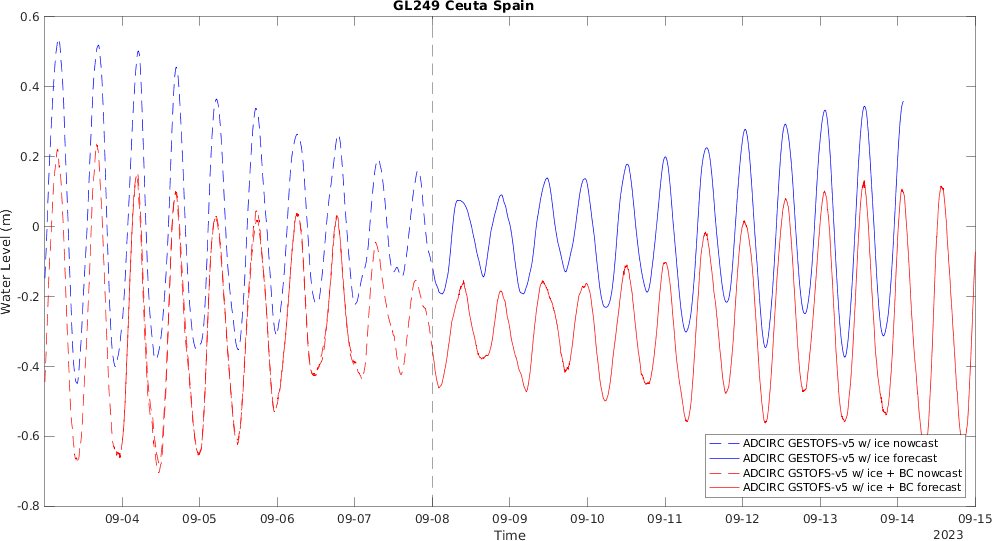 GL249 Ceuta Spain
Water Level (m)
0.6
0.4
0.2
0
-0.2
-0.4
-0.6
-0.8
09-04 09-05 09-06 09-07 09-08 09-09 09-10 09-11 09-12 09-13 09-14 09-15
Time
2023
ADCIRC GESTOFS-v5 w/ ice nowcast
ADCIRC GESTOFS-v5 w/ ice forecast
ADCIRC GSTOFS-v5 w/ ice + BC nowcast
ADCIRC GSTOFS-v5 w/ ice + BC forecast